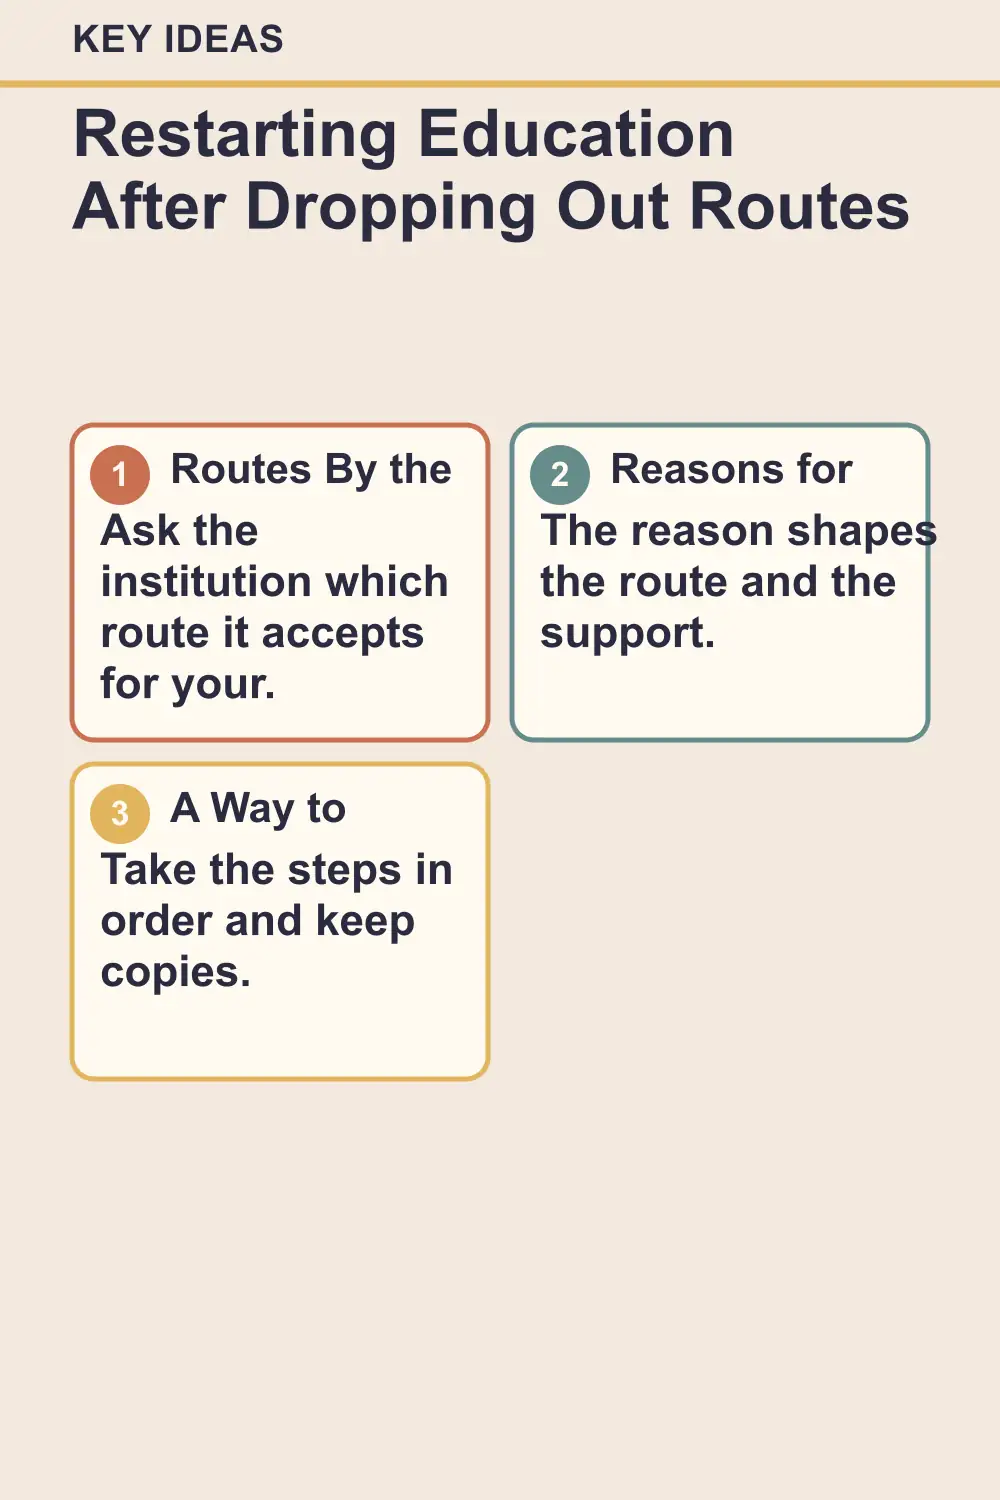 KEY IDEAS
Restarting Education
After Dropping Out Routes
1 Routes By the
Ask the
institution which
route it accepts
for your.
2 Reasons for
The reason shapes
the route and the
support.
3 A Way to
Take the steps in
order and keep
copies.